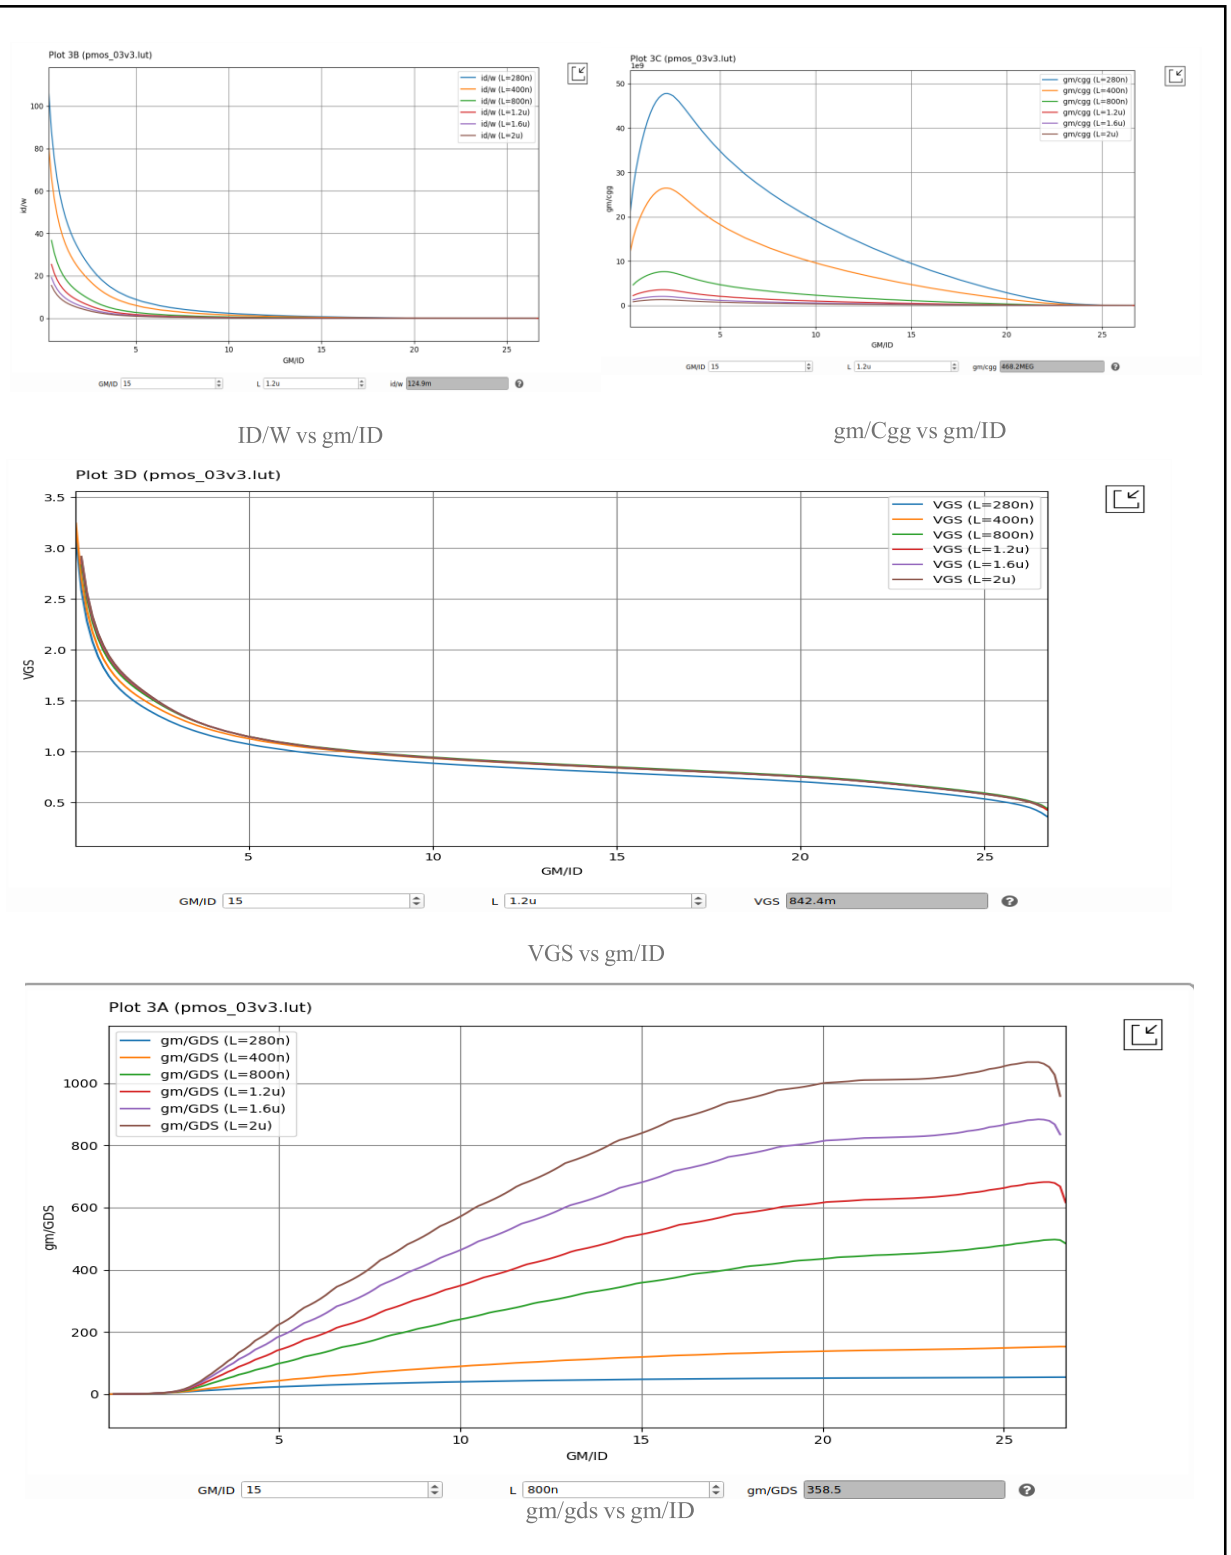 Plot 3B (pmos_03v3.lut)
id/w (L=280n)
id/w (L=400n)
id/w (L=800n)
id/w (L=1.2u)
id/w (L=1.6u)
id/w (L=2u)
100
80
60
40
20
0
id/w
5 10 15 20 25
GM/ID
GM/ID 15 L 1.2u id/w 124.9m ?
ID/W vs gm/ID
Plot 3C (pmos_03v3.lut)
1e9
gm/cgg (L=280n)
gm/cgg (L=400n)
gm/cgg (L=800n)
gm/cgg (L=1.2u)
gm/cgg (L=1.6u)
gm/cgg (L=2u)
50
40
30
20
10
0
gm/cgg
5 10 15 20 25
GM/ID
GM/ID 15 L 1.2u gm/cgg 468.2MEG ?
gm/Cgg vs gm/ID
Plot 3D (pmos_03v3.lut)
VGS (L=280n)
VGS (L=400n)
VGS (L=800n)
VGS (L=1.2u)
VGS (L=1.6u)
VGS (L=2u)
3.5
3.0
2.5
2.0
1.5
1.0
0.5
VGS
5 10 15 20 25
GM/ID
GM/ID 15 L 1.2u VGS 842.4m ?
VGS vs gm/ID
Plot 3A (pmos_03v3.lut)
gm/GDS (L=280n)
gm/GDS (L=400n)
gm/GDS (L=800n)
gm/GDS (L=1.2u)
gm/GDS (L=1.6u)
gm/GDS (L=2u)
1000
800
600
400
200
0
gm/GDS
5 10 15 20 25
GM/ID
GM/ID 15 L 800n gm/GDS 358.5 ?
gm/gds vs gm/ID